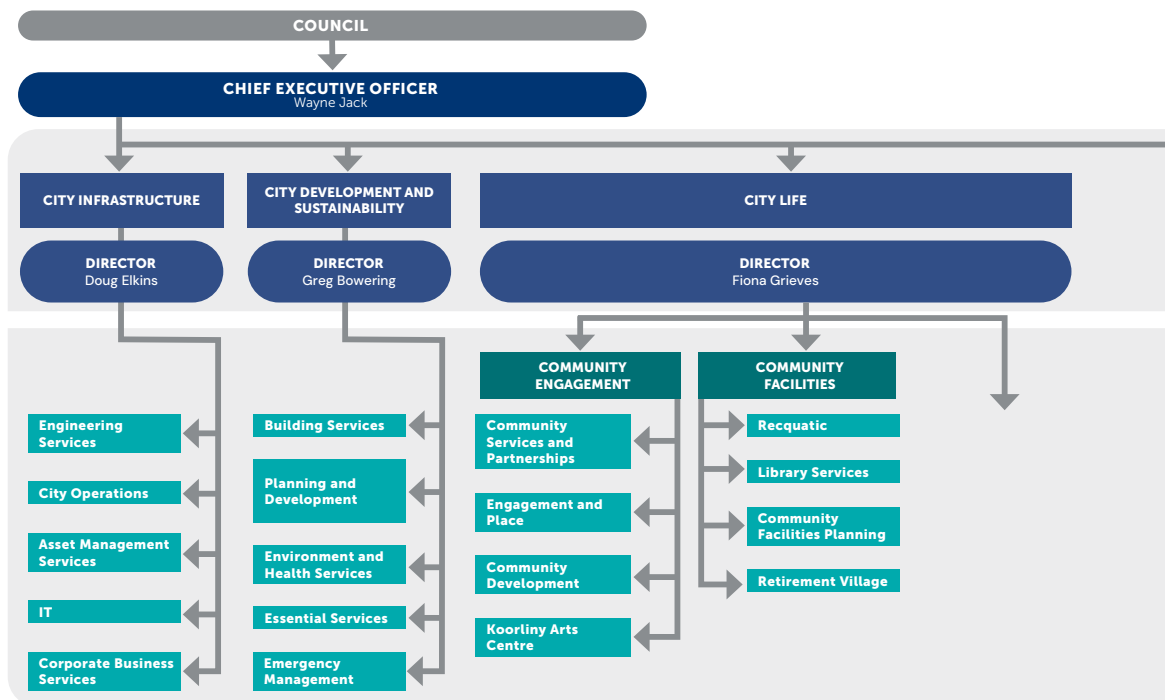 COUNCIL
CHIEF EXECUTIVE OFFICER
Wayne Jack
CITY INFRASTRUCTURE
DIRECTOR
Doug Elkins
Engineering
Services
City Operations
Asset Management
Services
IT
Corporate Business
Services
CITY DEVELOPMENT AND
SUSTAINABILITY
DIRECTOR
Greg Bowering
Building Services
Planning and
Development
Environment and
Health Services
Essential Services
Emergency
Management
CITY LIFE
DIRECTOR
Fiona Grieves
COMMUNITY
ENGAGEMENT
Community
Services and
Partnerships
Engagement and
Place
Community
Development
Koorliny Arts
Centre
COMMUNITY
FACILITIES
Recquatic
Library Services
Community
Facilities Planning
Retirement Village